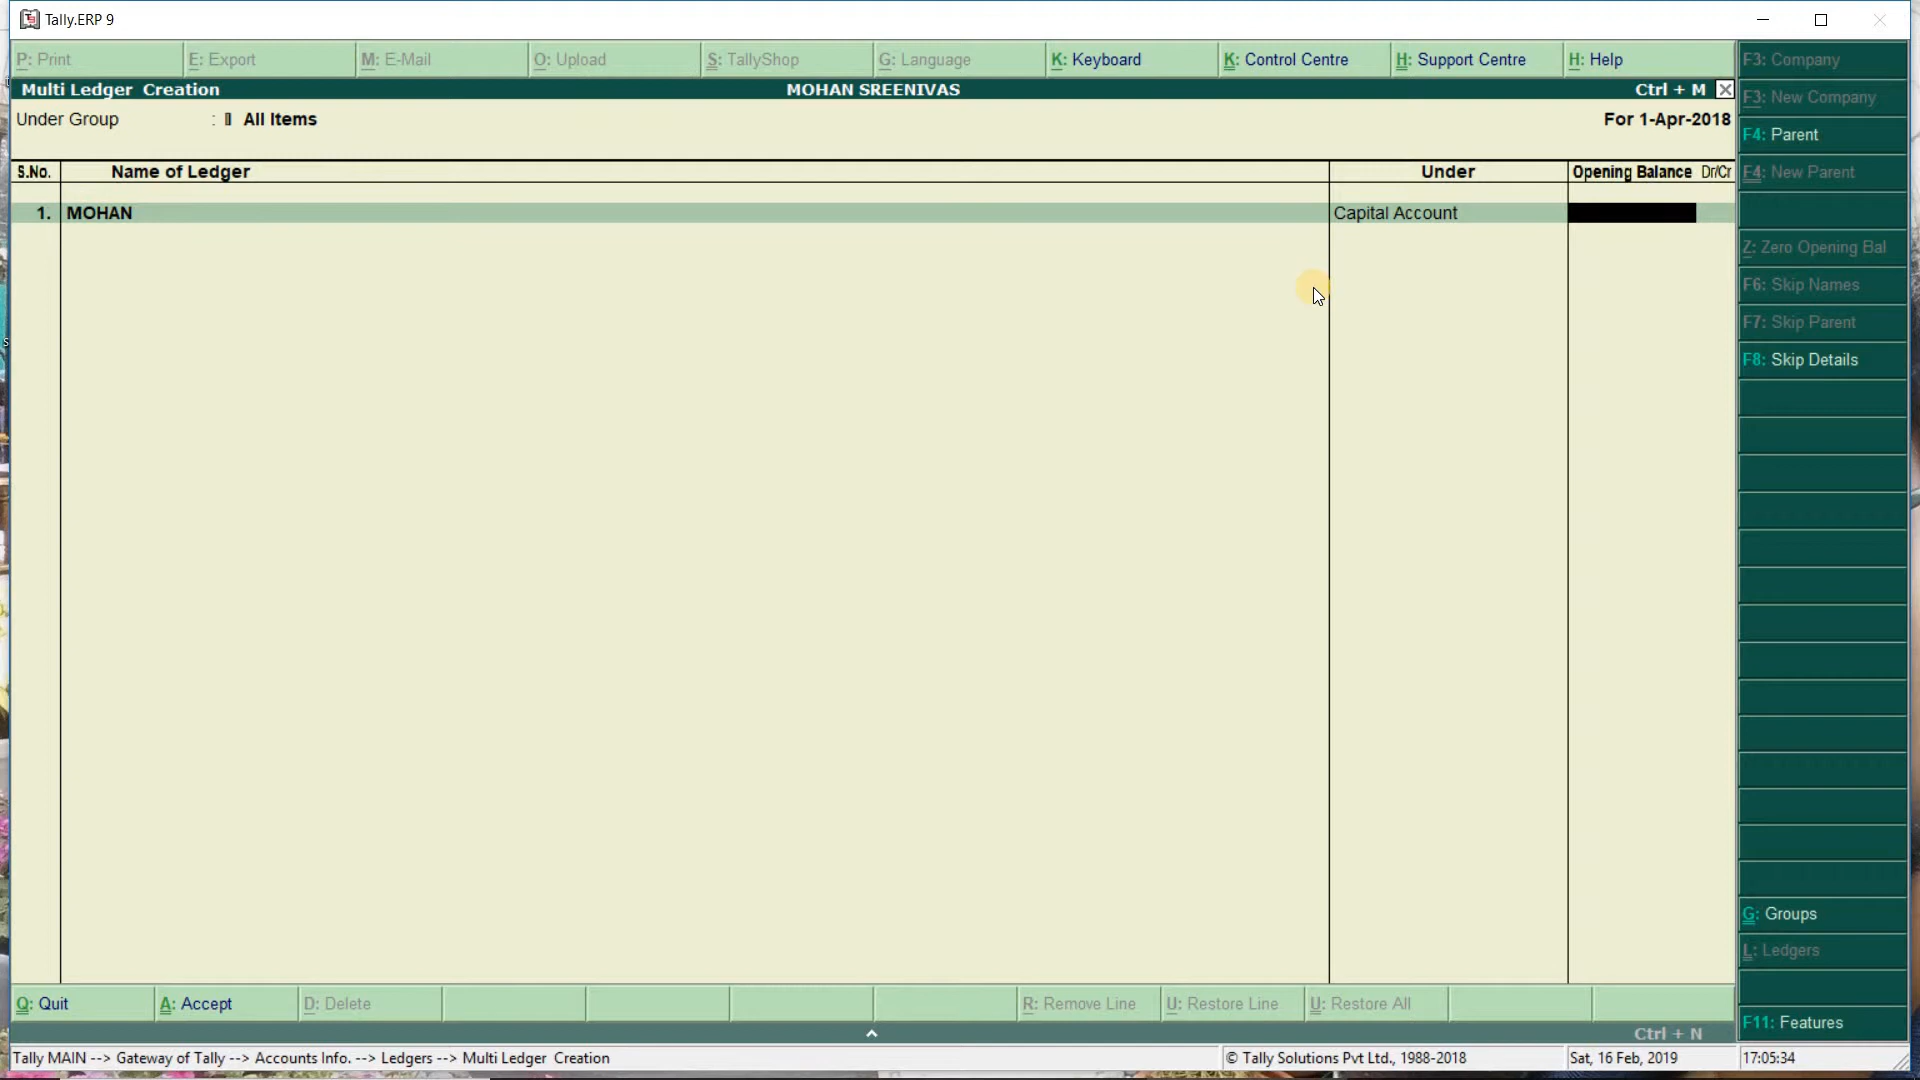 Tally.ERP 9
P: Print E: Export M: E-Mail O: Upload S: TallyShop G: Language K: Keyboard K: Control Centre H: Support Centre H: Help
Multi Ledger Creation MOHAN SREENIVAS Ctrl + M
Under Group : All Items For 1-Apr-2018
S.No. Name of Ledger Under Opening Balance Dr/Cr
1. MOHAN Capital Account
F3: Company
F3: New Company
F4: Parent
F4: New Parent
Z: Zero Opening Bal
F6: Skip Names
F7: Skip Parent
F8: Skip Details
G: Groups
L: Ledgers
F11: Features
Q: Quit A: Accept D: Delete R: Remove Line U: Restore Line U: Restore All
Ctrl + N
Tally MAIN --> Gateway of Tally --> Accounts Info. --> Ledgers --> Multi Ledger Creation © Tally Solutions Pvt Ltd., 1988-2018 Sat, 16 Feb, 2019 17:05:34